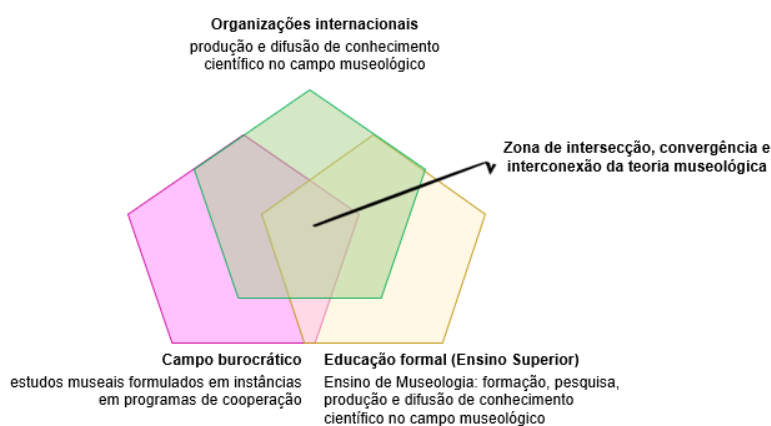 Organizações internacionais
produção e difusão de conhecimento
científico no campo museológico
Zona de intersecção, convergência e
interconexão da teoria museológica
Campo burocrático
estudos museais formulados em instâncias
em programas de cooperação
Educação formal (Ensino Superior)
Ensino de Museologia: formação, pesquisa,
produção e difusão de conhecimento
científico no campo museológico